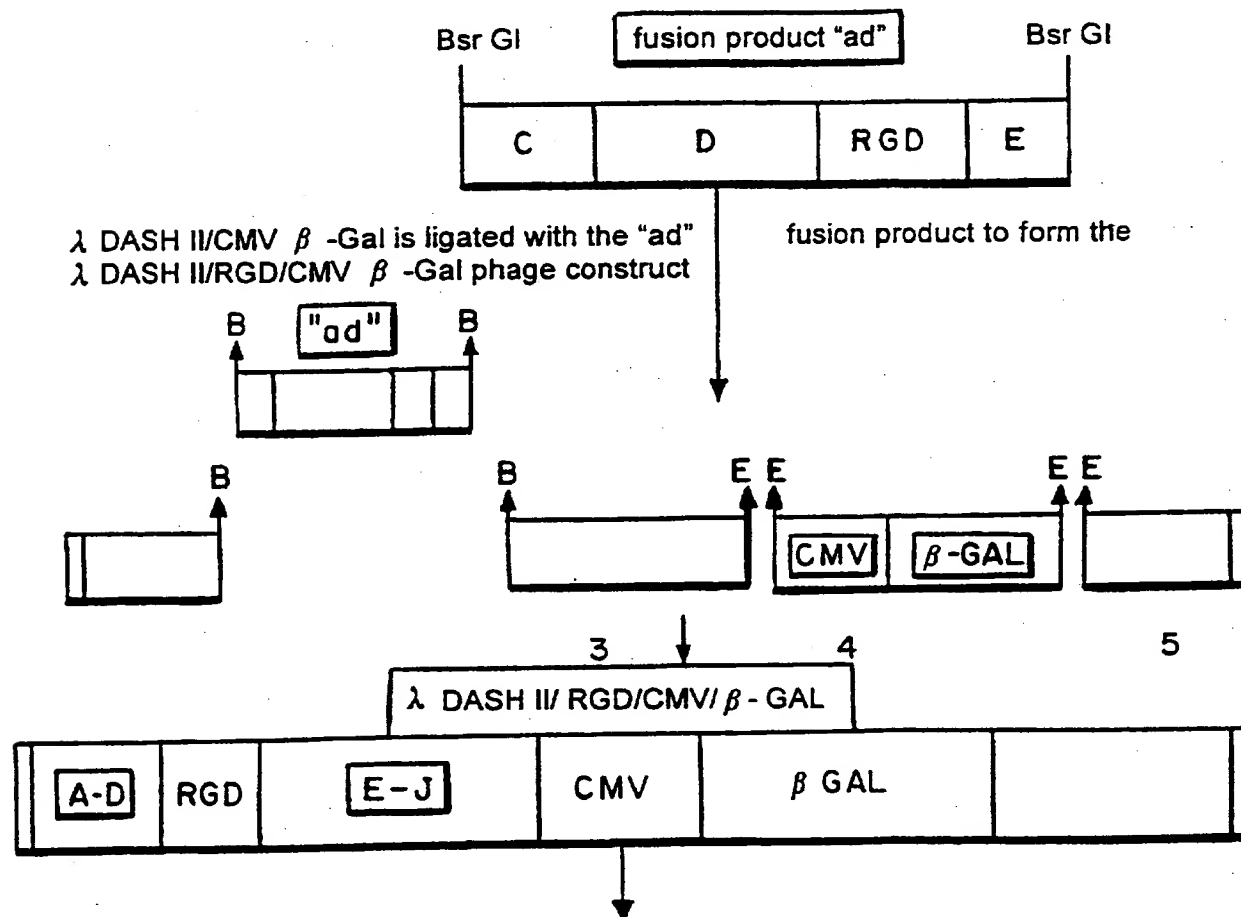 Bsr GI fusion product "ad" Bsr GI
C D RGD E
λ DASH II/CMV β -Gal is ligated with the "ad" fusion product to form the
λ DASH II/RGD/CMV β -Gal phage construct
B "ad" B
B B E E E E
CMV β-GAL
3 4 5
λ DASH II/ RGD/CMV/ β - GAL
A-D RGD E-J CMV β GAL